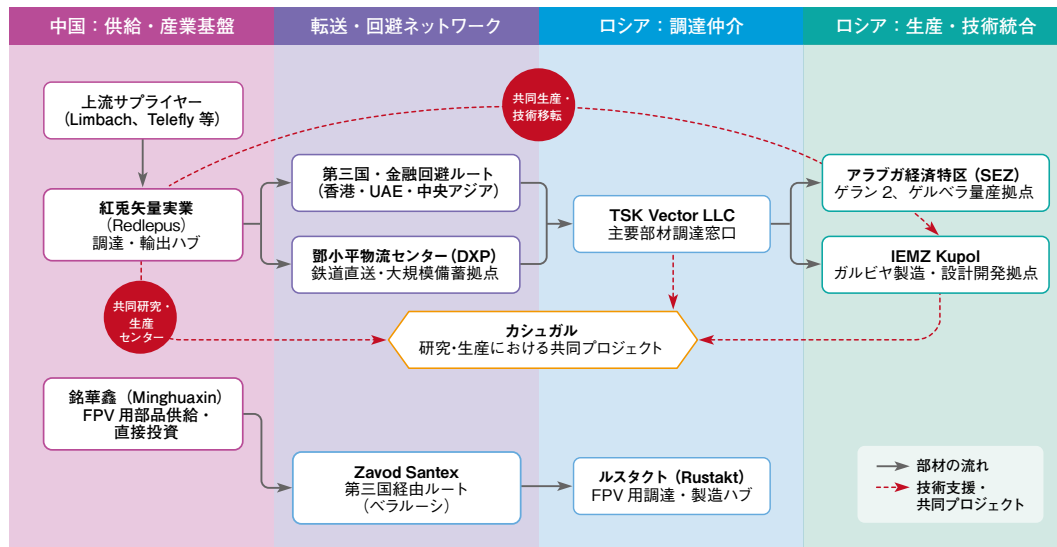 中国：供給・産業基盤
転送・回避ネットワーク
ロシア：調達仲介
ロシア：生産・技術統合
上流サプライヤー
（Limbach、Telefly 等）
共同生産・
技術移転
紅兎矢量実業
（Redlepus）
調達・輸出ハブ
第三国・金融回避ルート
（香港・UAE・中央アジア）
鄧小平物流センター（DXP）
鉄道直送・大規模備蓄拠点
TSK Vector LLC
主要部材調達窓口
アラブガ経済特区（SEZ）
ゲラン 2、ゲルベラ量産拠点
IEMZ Kupol
ガルビヤ製造・設計開発拠点
共同研究・
生産
センター
カシュガル
研究・生産における共同プロジェクト
銘華鑫（Minghuaxin）
FPV 用部品供給・
直接投資
Zavod Santex
第三国経由ルート
（ベラルーシ）
ルスタクト（Rustakt）
FPV 用調達・製造ハブ
部材の流れ
技術支援・
共同プロジェクト